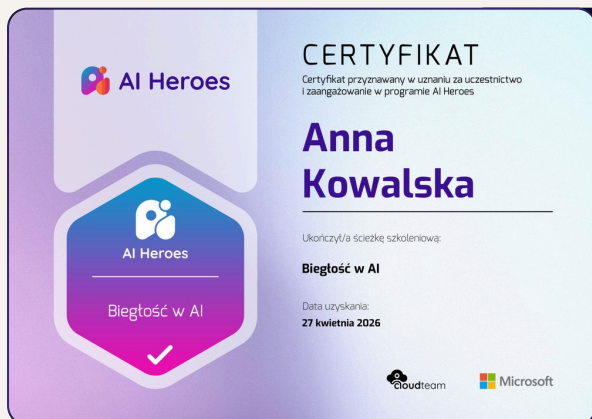 AI Heroes
AI Heroes
Biegłość w AI
CERTYFIKAT
Certyfikat przyznawany w uznaniu za uczestnictwo
i zaangażowanie w programie AI Heroes
Anna
Kowalska
Ukończył/a ścieżkę szkoleniową:
Biegłość w AI
Data uzyskania:
27 kwietnia 2026
cloudteam
Microsoft